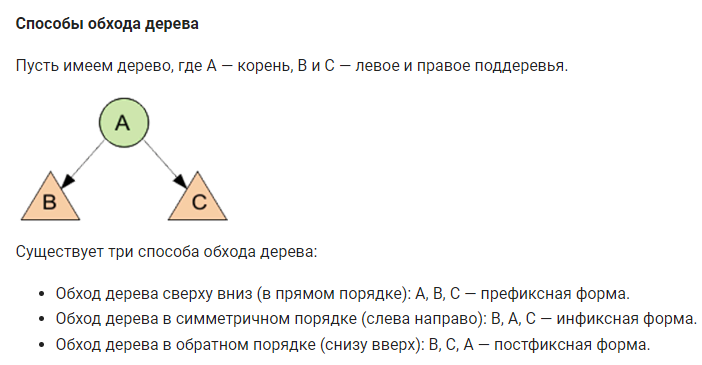 Способы обхода дерева
Пусть имеем дерево, где A — корень, B и C — левое и правое поддеревья.
A
B C
Существует три способа обхода дерева:
• Обход дерева сверху вниз (в прямом порядке): A, B, C — префиксная форма.
• Обход дерева в симметричном порядке (слева направо): B, A, C — инфиксная форма.
• Обход дерева в обратном порядке (снизу вверх): B, C, A — постфиксная форма.